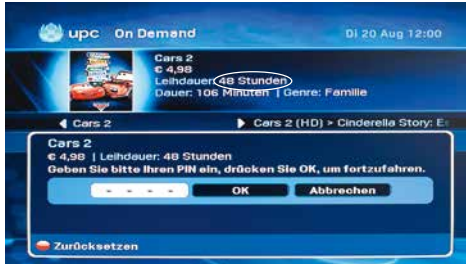 upc On Demand Di 20 Aug 12:00
Cars 2
€ 4,98
Leihdauer: 48 Stunden
Dauer: 106 Minuten | Genre: Familie
Cars 2 Cars 2 (HD) > Cinderella Story: E
Cars 2
€ 4,98 | Leihdauer: 48 Stunden
Geben Sie bitte Ihren PIN ein, drücken Sie OK, um fortzufahren.
- - - - OK Abbrechen
Zurücksetzen